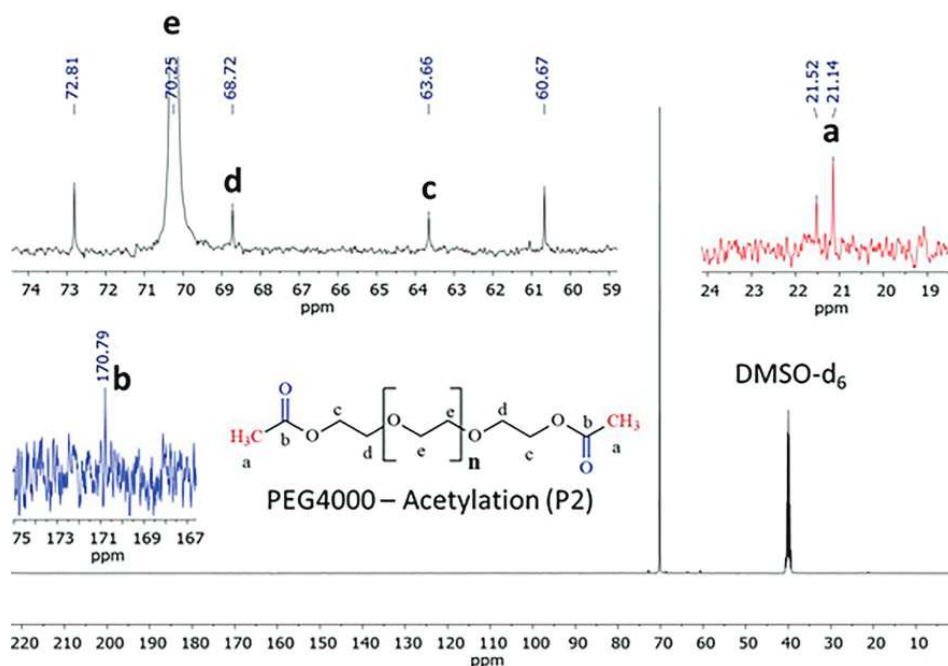 e
72.81
70.25
68.72
63.66
60.67
d
c
74 73 72 71 70 69 68 67 66 65 64 63 62 61 60 59
ppm
21.52
21.14
a
24 23 22 21 20 19
ppm
170.79
b
75 173 171 169 167
ppm
DMSO-d6
O
H3C
a
b
O
c
d
O
e
e
n
O
d
c
O
b
O
CH3
a
PEG4000 – Acetylation (P2)
220 210 200 190 180 170 160 150 140 130 120 110 100 90 80 70 60 50 40 30 20 10 0
ppm